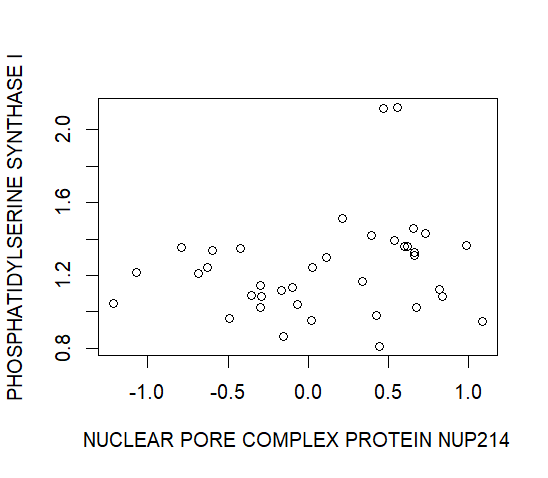 PHOSPHATIDYLSERINE SYNTHASE I
2.0
1.6
1.2
0.8
-1.0 -0.5 0.0 0.5 1.0
NUCLEAR PORE COMPLEX PROTEIN NUP214